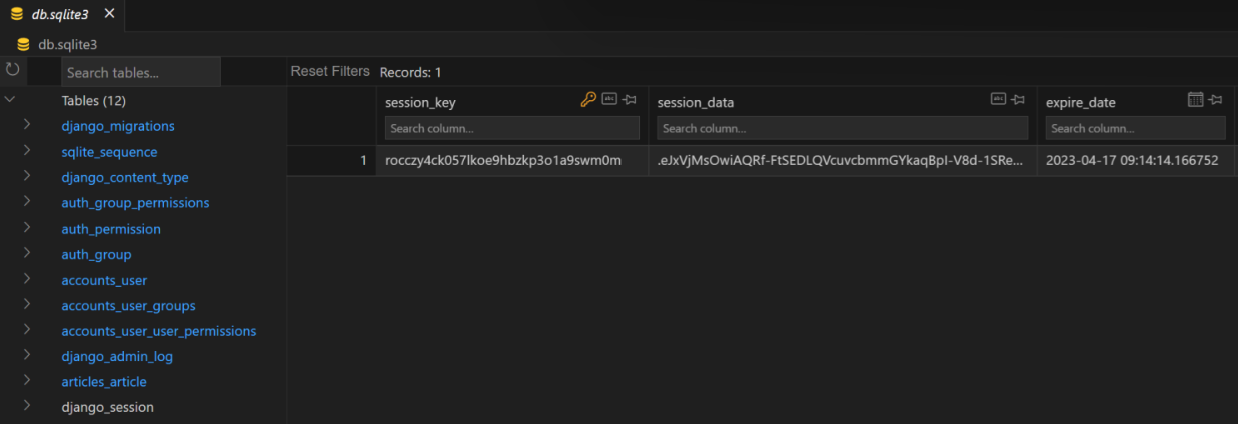 db.sqlite3
db.sqlite3
Search tables...
Reset Filters Records: 1
Tables (12)
session_key session_data expire_date
Search column... Search column... Search column...
1 rocczy4ck057lkoe9hbzkp3o1a9swm0m .eJxVjMsOwiAQRf-FtSEDLQVcuvcbmmGYkaqBpI-V8d-1SRe... 2023-04-17 09:14:14.166752
django_migrations
sqlite_sequence
django_content_type
auth_group_permissions
auth_permission
auth_group
accounts_user
accounts_user_groups
accounts_user_user_permissions
django_admin_log
articles_article
django_session